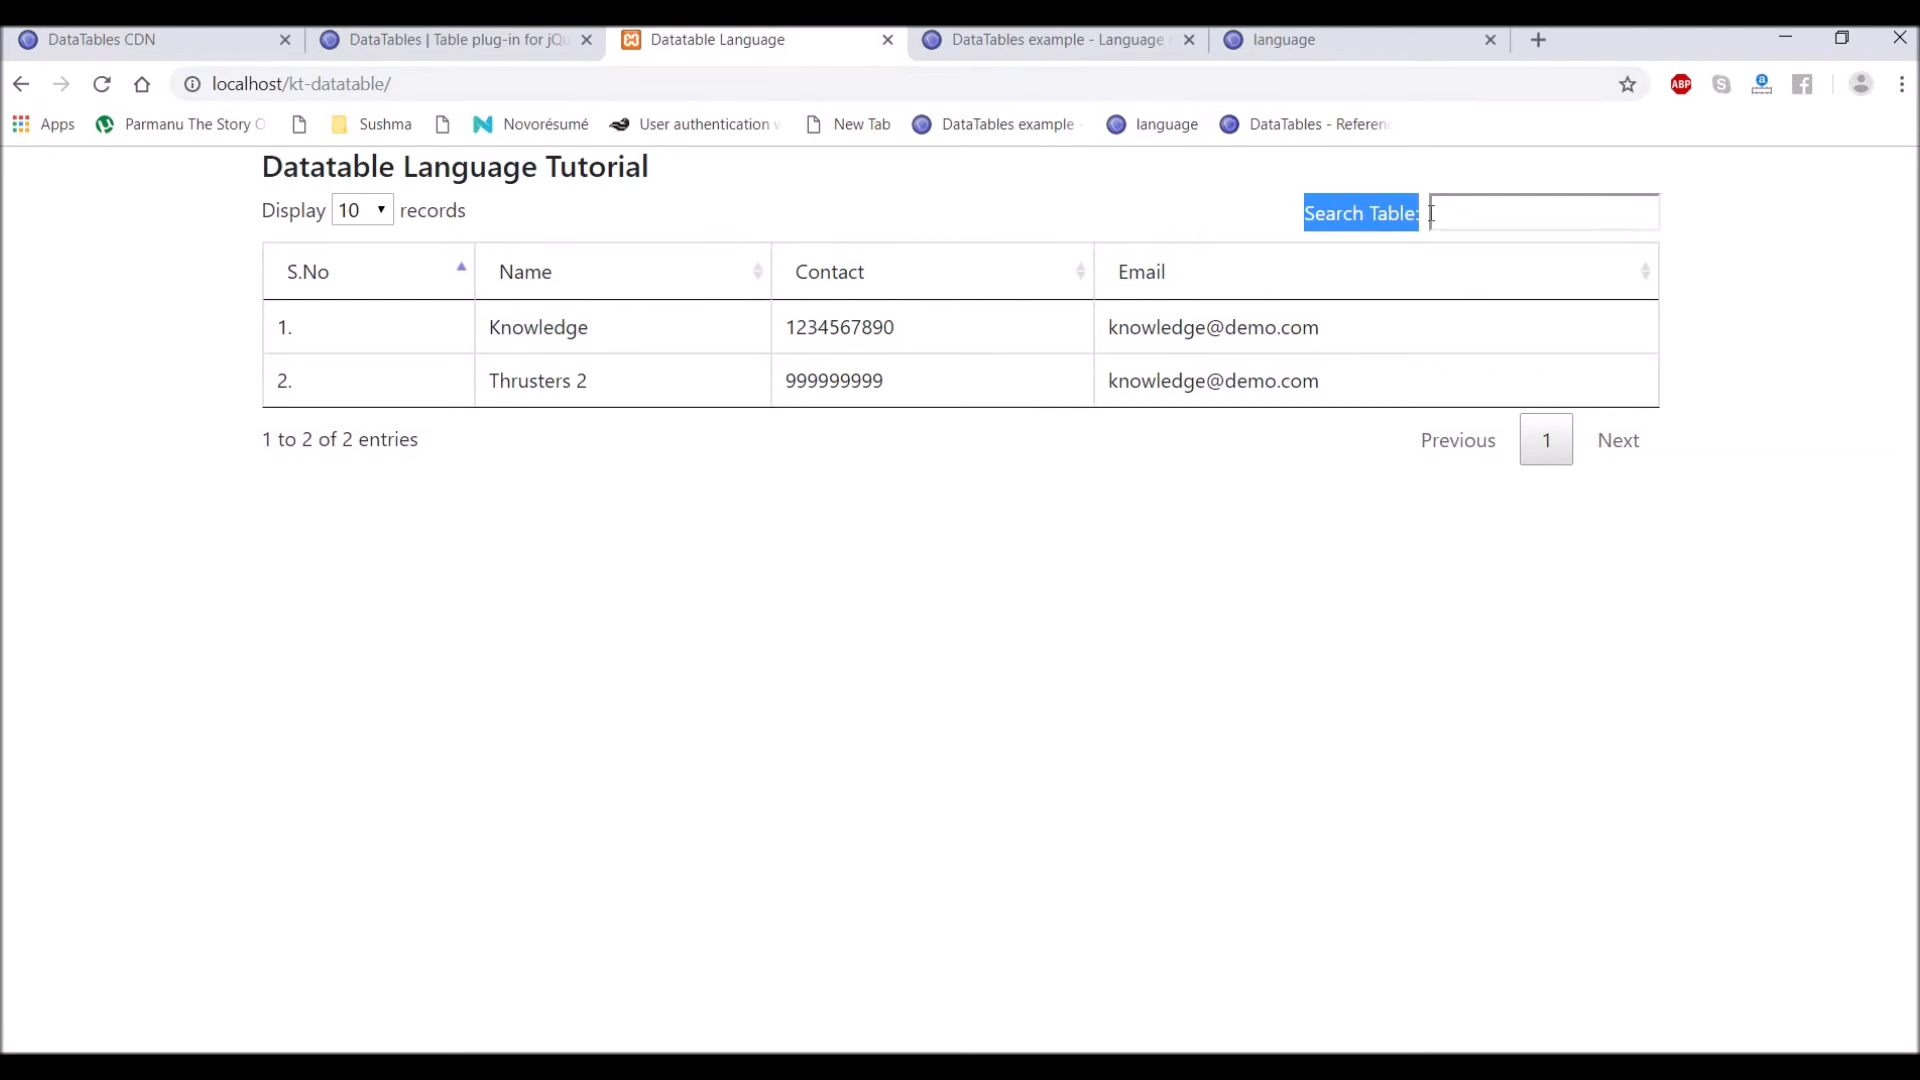 DataTables CDN
DataTables | Table plug-in for jQu
Datatable Language
DataTables example - Language
language
localhost/kt-datatable/
ABP
Apps
Parmanu The Story O
Sushma
Novorésumé
User authentication
New Tab
DataTables example
language
DataTables - Referen
Datatable Language Tutorial
Display 10 records
Search Table:
S.No Name Contact Email
1. Knowledge 1234567890 knowledge@demo.com
2. Thrusters 2 999999999 knowledge@demo.com
1 to 2 of 2 entries
Previous 1 Next